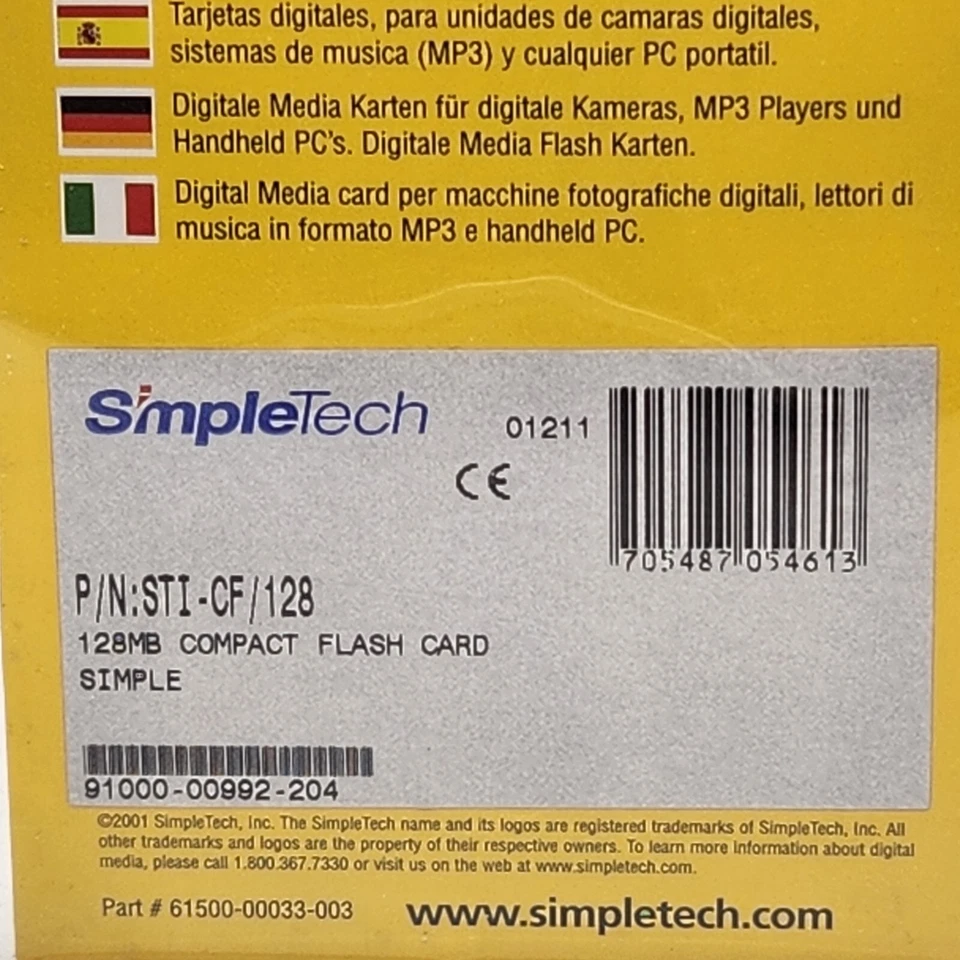 Tarjetas digitales, para unidades de camaras digitales,
sistemas de musica (MP3) y cualquier PC portatil.
Digitale Media Karten für digitale Kameras, MP3 Players und
Handheld PC's. Digitale Media Flash Karten.
Digital Media card per macchine fotografiche digitali, lettori di
musica in formato MP3 e handheld PC.
SimpleTech
01211
CE
705487 054613
P/N:STI-CF/128
128MB COMPACT FLASH CARD
SIMPLE
91000-00992-204
©2001 SimpleTech, Inc. The SimpleTech name and its logos are registered trademarks of SimpleTech, Inc. All
other trademarks and logos are the property of their respective owners. To learn more information about digital
media, please call 1.800.367.7330 or visit us on the web at www.simpletech.com.
Part # 61500-00033-003
www.simpletech.com